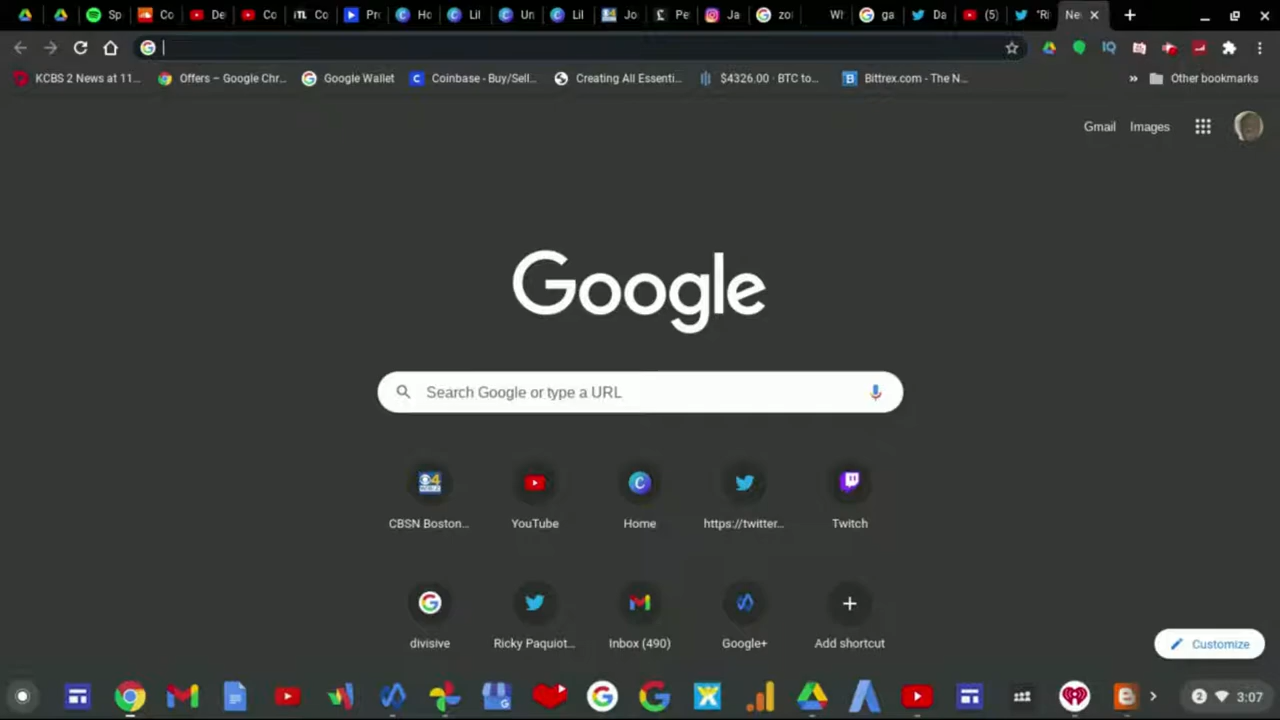 Sp
Co
De
Co
Co
Pr
Ho
Lil
Un
Lil
Jo
Pe
Ja
zoi
Wh
ga
Da
(5)
"Ri
Ne
KCBS 2 News at 11...
Offers – Google Chr...
Google Wallet
Coinbase - Buy/Sell...
Creating All Essenti...
$4326.00 · BTC to...
Bittrex.com - The N...
»
Other bookmarks
Gmail
Images
Google
Search Google or type a URL
CBSN Boston...
YouTube
Home
https://twitter...
Twitch
divisive
Ricky Paquiot...
Inbox (490)
Google+
Add shortcut
Customize
2
3:07